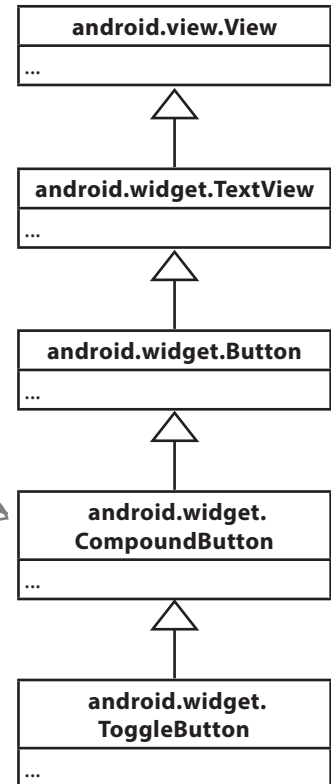 android.view.View
...
android.widget.TextView
...
android.widget.Button
...
android.widget.
CompoundButton
...
android.widget.
ToggleButton
...